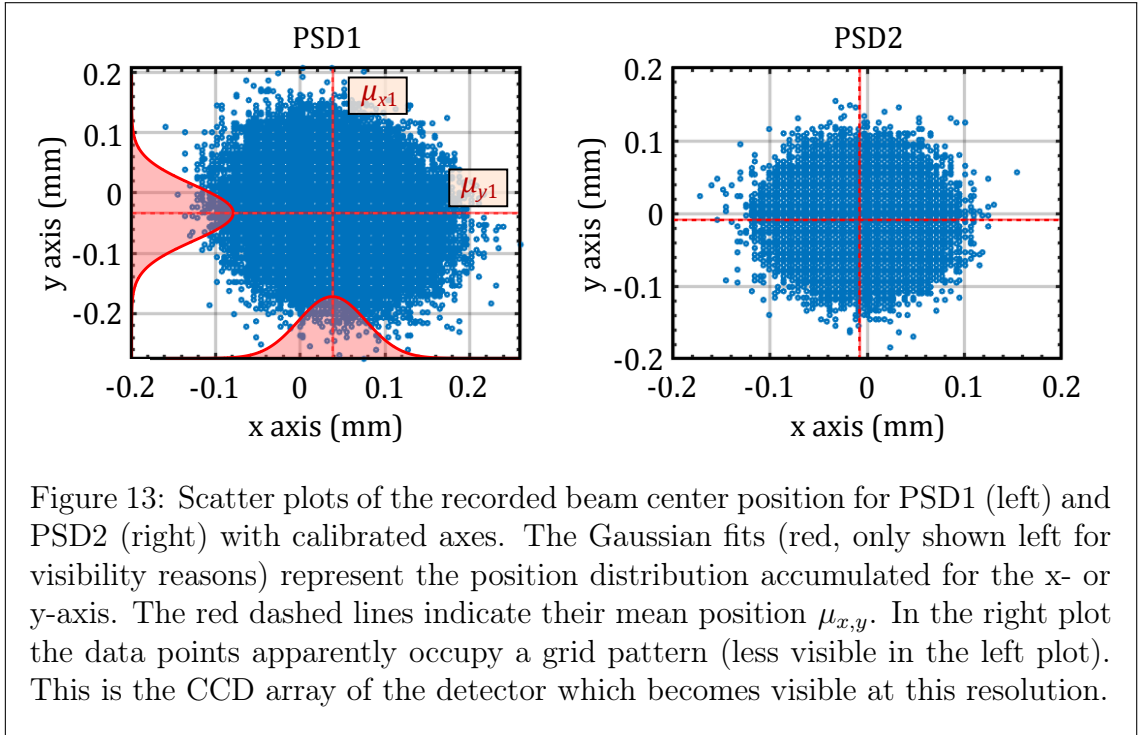 PSD1
PSD2
0.2
0.1
0
-0.1
-0.2
y axis (mm)
μx1
μy1
-0.2
-0.1
0
0.1
0.2
x axis (mm)
0.2
0.1
0
-0.1
-0.2
y axis (mm)
-0.2
-0.1
0
0.1
0.2
x axis (mm)
Figure 13: Scatter plots of the recorded beam center position for PSD1 (left) and
PSD2 (right) with calibrated axes. The Gaussian fits (red, only shown left for
visibility reasons) represent the position distribution accumulated for the x- or
y-axis. The red dashed lines indicate their mean position μx,y. In the right plot
the data points apparently occupy a grid pattern (less visible in the left plot).
This is the CCD array of the detector which becomes visible at this resolution.